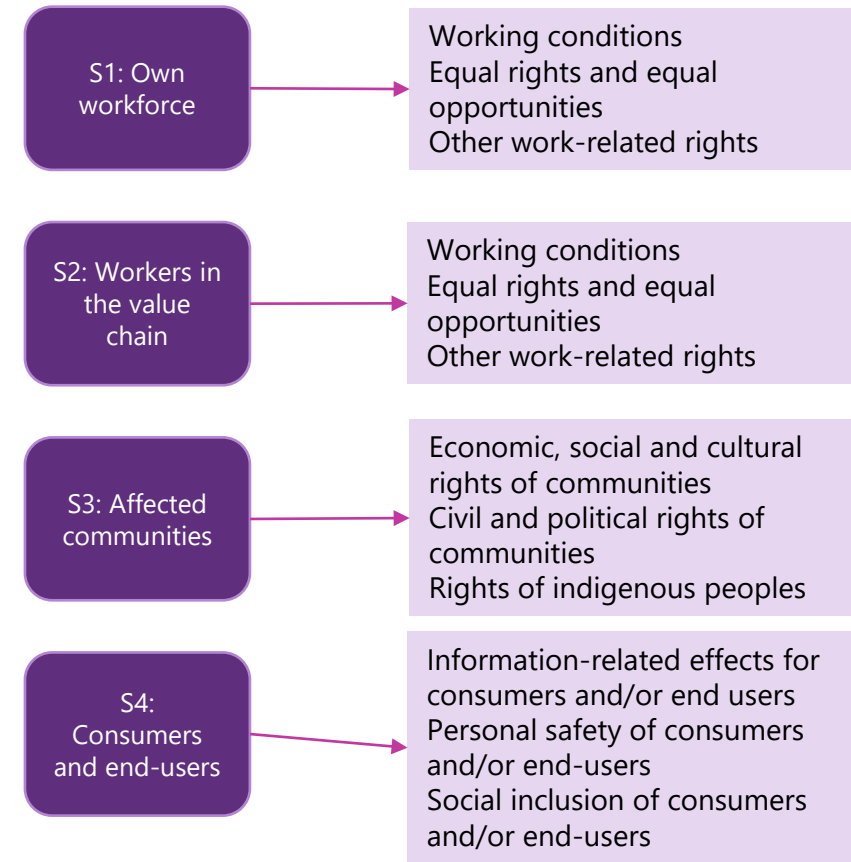 S1: Own
workforce
Working conditions
Equal rights and equal
opportunities
Other work-related rights
S2: Workers in
the value
chain
Working conditions
Equal rights and equal
opportunities
Other work-related rights
S3: Affected
communities
Economic, social and cultural
rights of communities
Civil and political rights of
communities
Rights of indigenous peoples
S4:
Consumers
and end-users
Information-related effects for
consumers and/or end users
Personal safety of consumers
and/or end-users
Social inclusion of consumers
and/or end-users